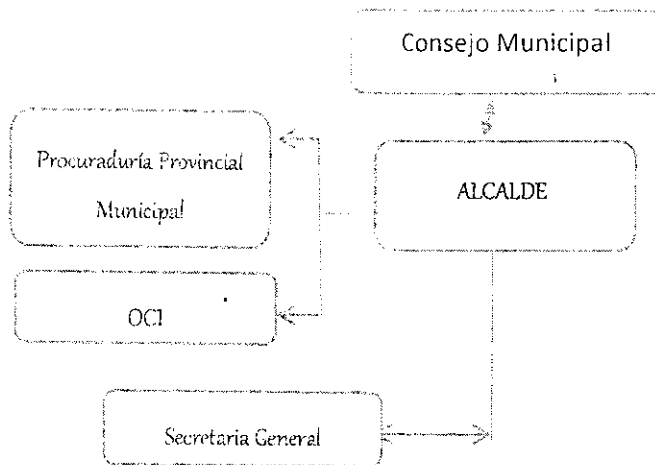 Consejo Municipal
Procuraduría Provincial
Municipal
ALCALDE
OCI
Secretaria General